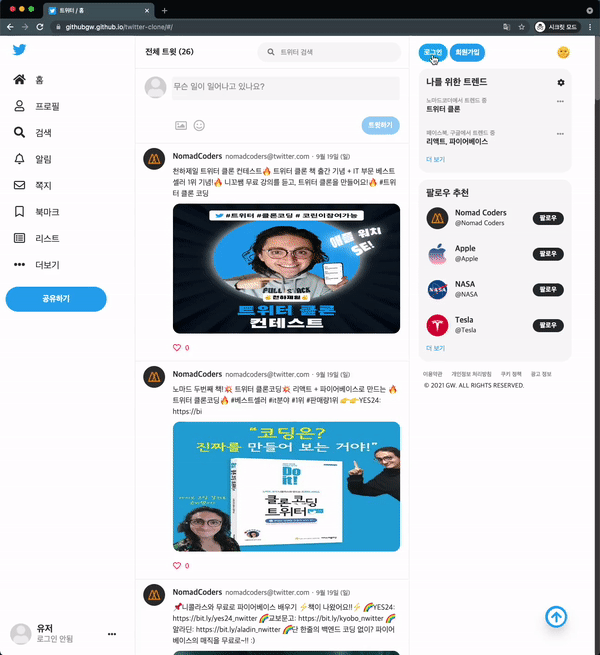 트위터 / 홈
githubgw.github.io/twitter-clone/#/
시크릿 모드
홈
프로필
검색
알림
쪽지
북마크
리스트
더보기
공유하기
유저
로그인 안됨
전체 트윗 (26)
트위터 검색
무슨 일이 일어나고 있나요?
트윗하기
NomadCoders nomadcoders@twitter.com · 9월 19일 (일)
천하제일 트위터 클론 컨테스트🔥 트위터 클론 책 출간 기념 + IT 부문 베스트
셀러 1위 기념!🔥 니꼬쌤 무료 강의를 듣고, 트위터 클론을 만들어요!🔥 #트위
터 클론 코딩
#트위터 #클론코딩 #코린이참여가능
애플 워치
SE!
FULL STACK
천하제일
트위터 클론
컨테스트
0
NomadCoders nomadcoders@twitter.com · 9월 19일 (일)
노마드 두번째 책!💥 트위터 클론코딩💥 리액트 + 파이어베이스로 만드는 🔥
트위터 클론코딩🔥 #베스트셀러 #it분야 #1위 #판매량1위 👉👉YES24:
https://bi
“코딩은?
진짜를 만들어 보는 거야!”
Do it!
클론 코딩
트위터
0
NomadCoders nomadcoders@twitter.com · 9월 19일 (일)
📌니콜라스와 무료로 파이어베이스 배우기 ⚡책이 나왔어요!!⚡ 🌈YES24:
https://bit.ly/yes24_nwitter 🌈교보문고: https://bit.ly/kyobo_nwitter 🌈
알라딘: https://bit.ly/aladin_nwitter 🌈단 한줄의 백엔드 코딩 없이? 파이어
베이스의 매직을 무료로~!! :)
로그인
회원가입
나를 위한 트렌드
노마드코더에서 트렌드 중
트위터 클론
페이스북, 구글에서 트렌드 중
리액트, 파이어베이스
더 보기
팔로우 추천
Nomad Coders
@Nomad Coders
팔로우
Apple
@Apple
팔로우
NASA
NASA
@NASA
팔로우
Tesla
@Tesla
팔로우
더 보기
이용약관 개인정보 처리방침 쿠키 정책 광고 정보
© 2021 GW. ALL RIGHTS RESERVED.